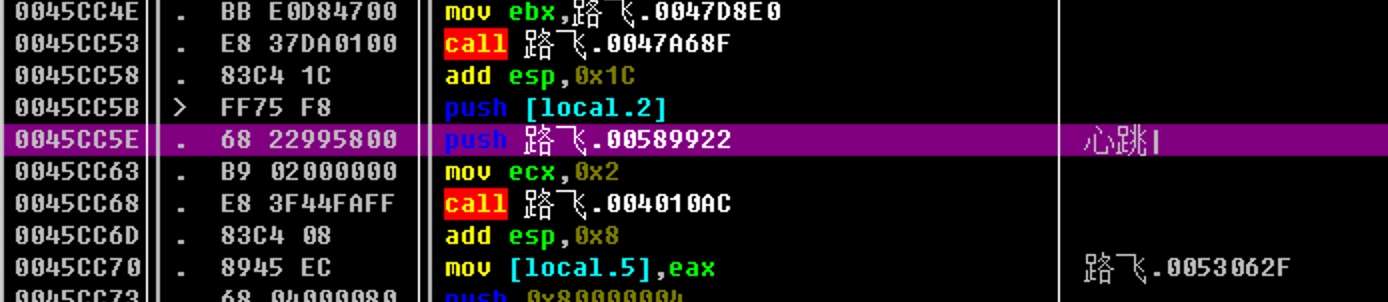 0045CC4E . BB E0D84700 mov ebx,路飞.0047D8E0
0045CC53 . E8 37DA0100 call 路飞.0047A68F
0045CC58 . 83C4 1C add esp,0x1C
0045CC5B > FF75 F8 push [local.2]
0045CC5E . 68 22995800 push 路飞.00589922 心跳|
0045CC63 . B9 02000000 mov ecx,0x2
0045CC68 . E8 3F44FAFF call 路飞.004010AC
0045CC6D . 83C4 08 add esp,0x8
0045CC70 . 8945 EC mov [local.5],eax 路飞.0053062F
0045CC73 . 68 04000080 push 0x80000004